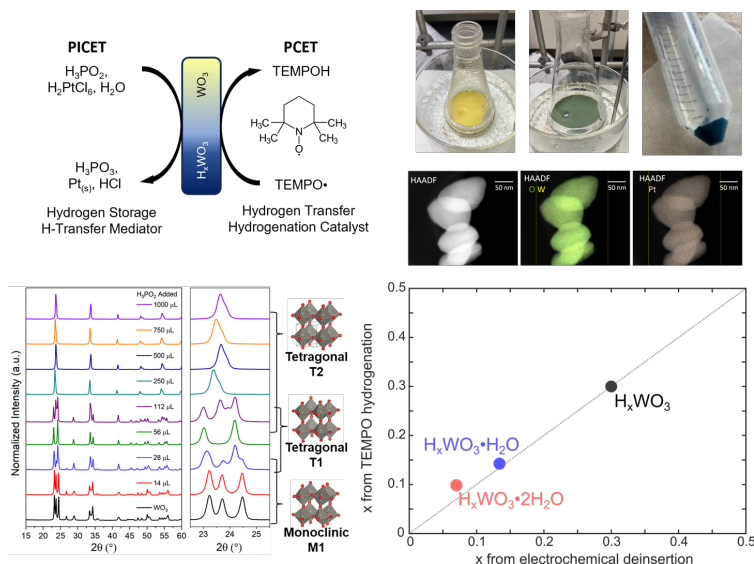 PICET
PCET
H₃PO₂,
H₂PtCl₆, H₂O
WO₃
HₓWO₃
TEMPOH
H₃C
CH₃
H₃C
N
CH₃
O•
H₃PO₃,
Pt(s), HCl
TEMPO•
Hydrogen Storage
H-Transfer Mediator
Hydrogen Transfer
Hydrogenation Catalyst
HAADF
50 nm
HAADF
O W
50 nm
HAADF
Pt
50 nm
Normalized Intensity (a.u.)
H₃PO₂ Added
1000 µL
750 µL
500 µL
250 µL
112 µL
56 µL
28 µL
14 µL
WO₃
15 20 25 30 35 40 45 50 55 60
2θ (°)
23 24 25
2θ (°)
Tetragonal
T2
Tetragonal
T1
Monoclinic
M1
x from TEMPO hydrogenation
0.5
0.4
0.3
0.2
0.1
0
HₓWO₃
HₓWO₃•H₂O
HₓWO₃•2H₂O
0 0.1 0.2 0.3 0.4 0.5
x from electrochemical deinsertion